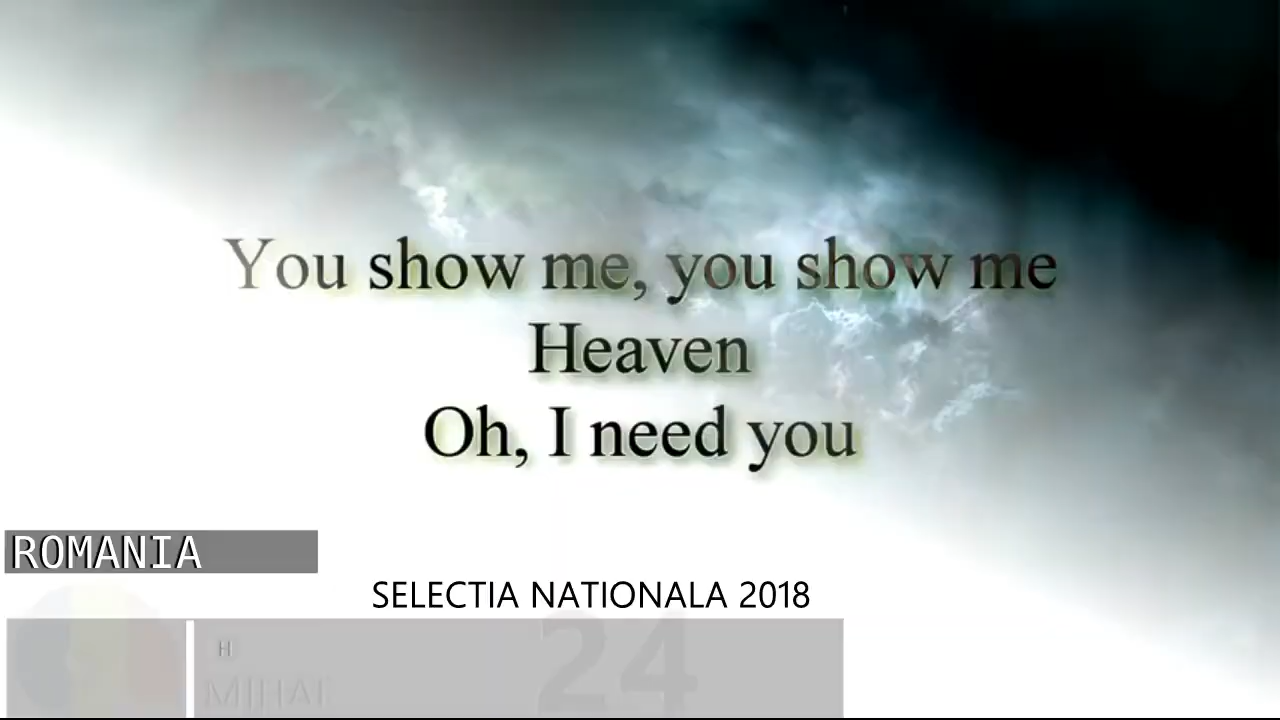 You show me, you show me
Heaven
Oh, I need you
ROMANIA
SELECTIA NATIONALA 2018
H
24
MIHAI